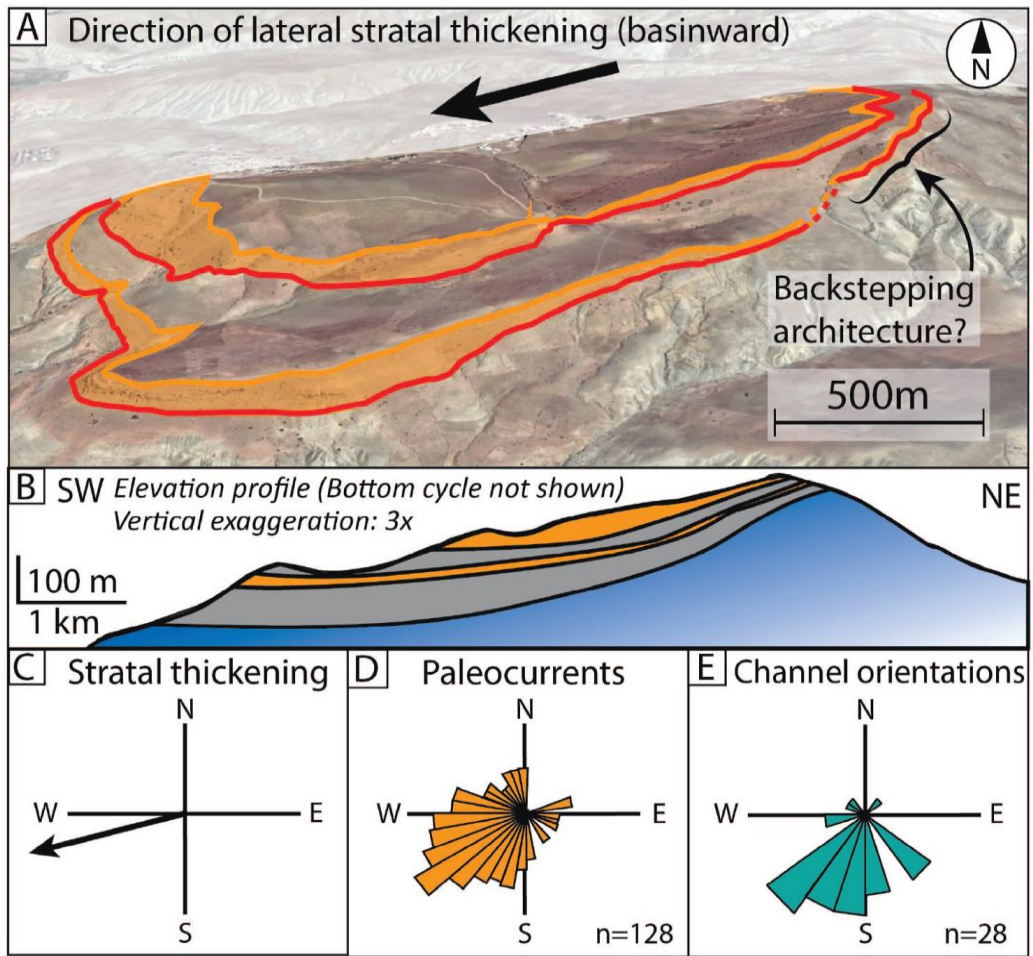 A Direction of lateral stratal thickening (basinward)
N
Backstepping
architecture?
500m
B SW Elevation profile (Bottom cycle not shown) NE
Vertical exaggeration: 3x
100 m
1 km
C Stratal thickening
N
W E
S
D Paleocurrents
N
W E
S
n=128
E Channel orientations
N
W E
S
n=28